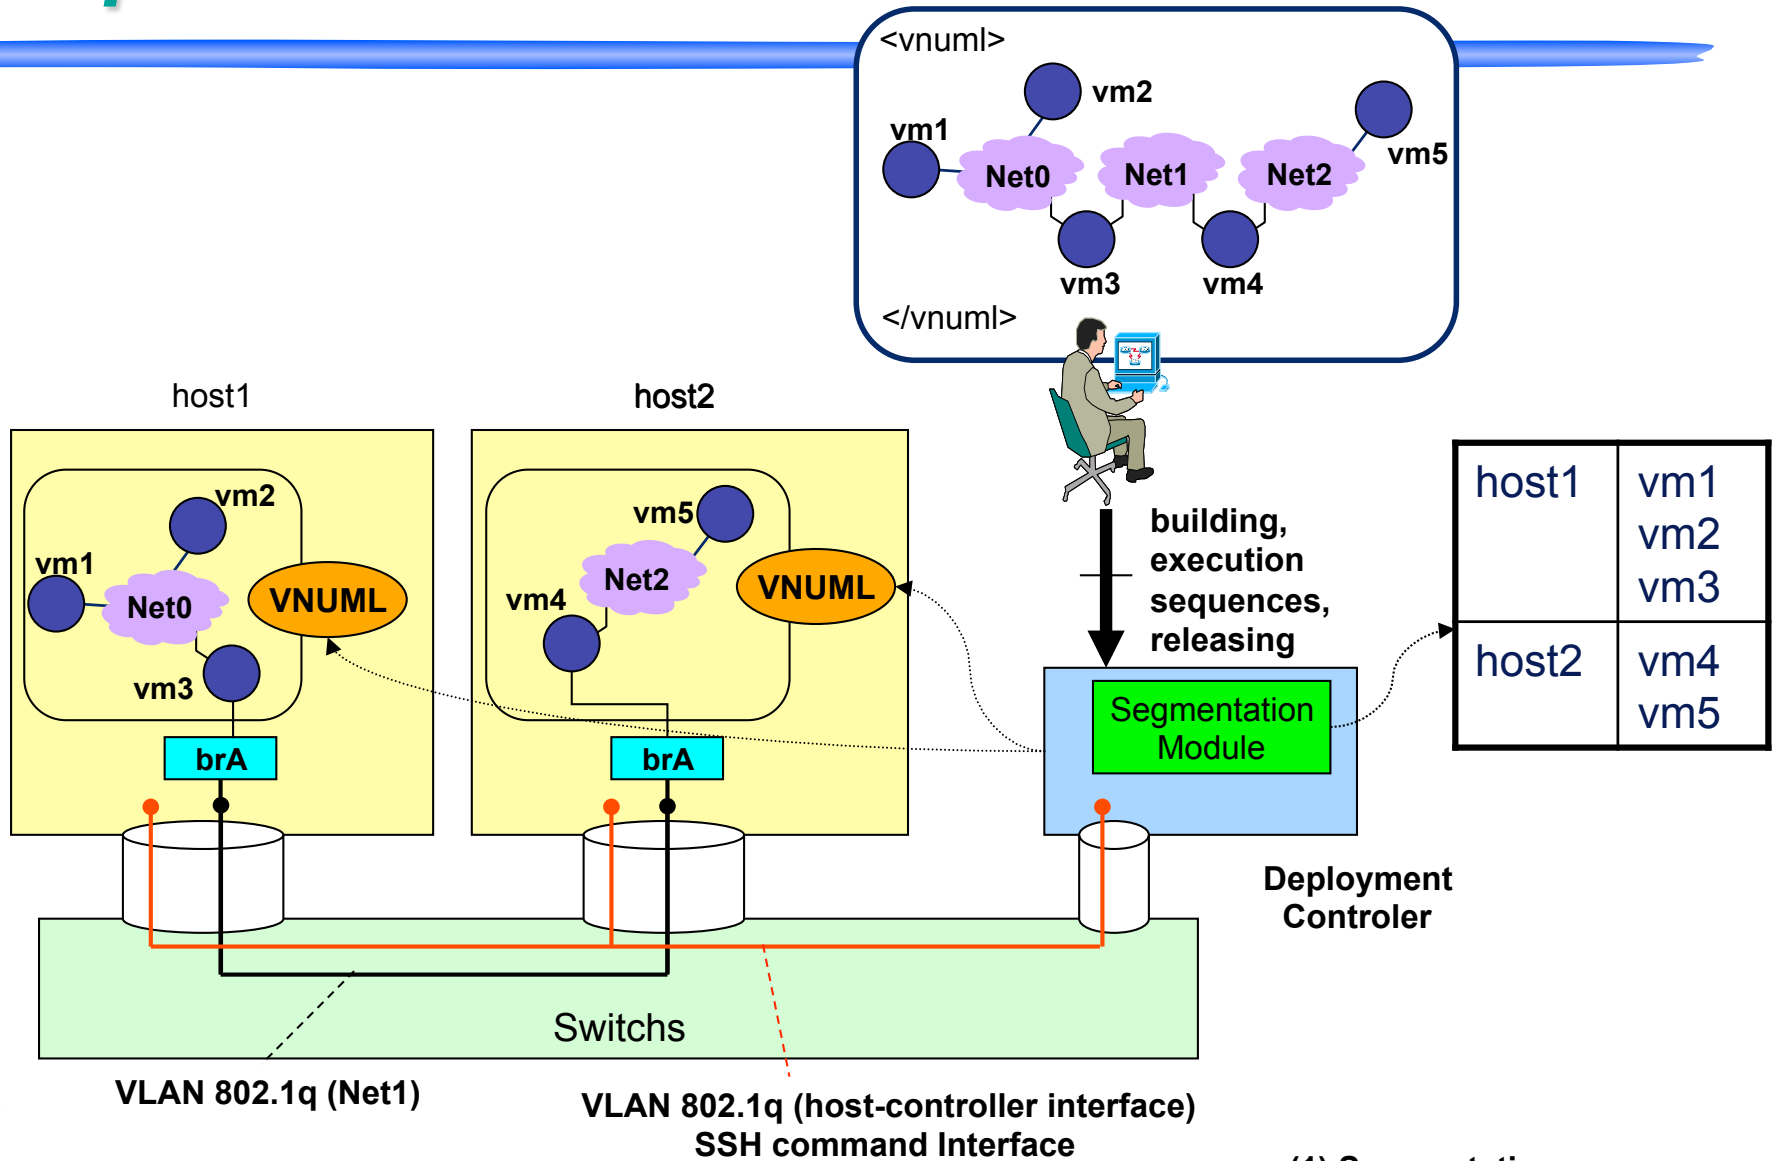 <vnuml>
vm2
vm1
vm5
Net0
Net1
Net2
vm3
vm4
</vnuml>
host1
host2
vm2
vm1
Net0
VNUML
vm3
brA
vm5
Net2
vm4
VNUML
brA
building,
execution
sequences,
releasing
Segmentation
Module
host1
vm1
vm2
vm3
host2
vm4
vm5
Deployment
Controler
Switchs
VLAN 802.1q (Net1)
VLAN 802.1q (host-controller interface)
SSH command Interface